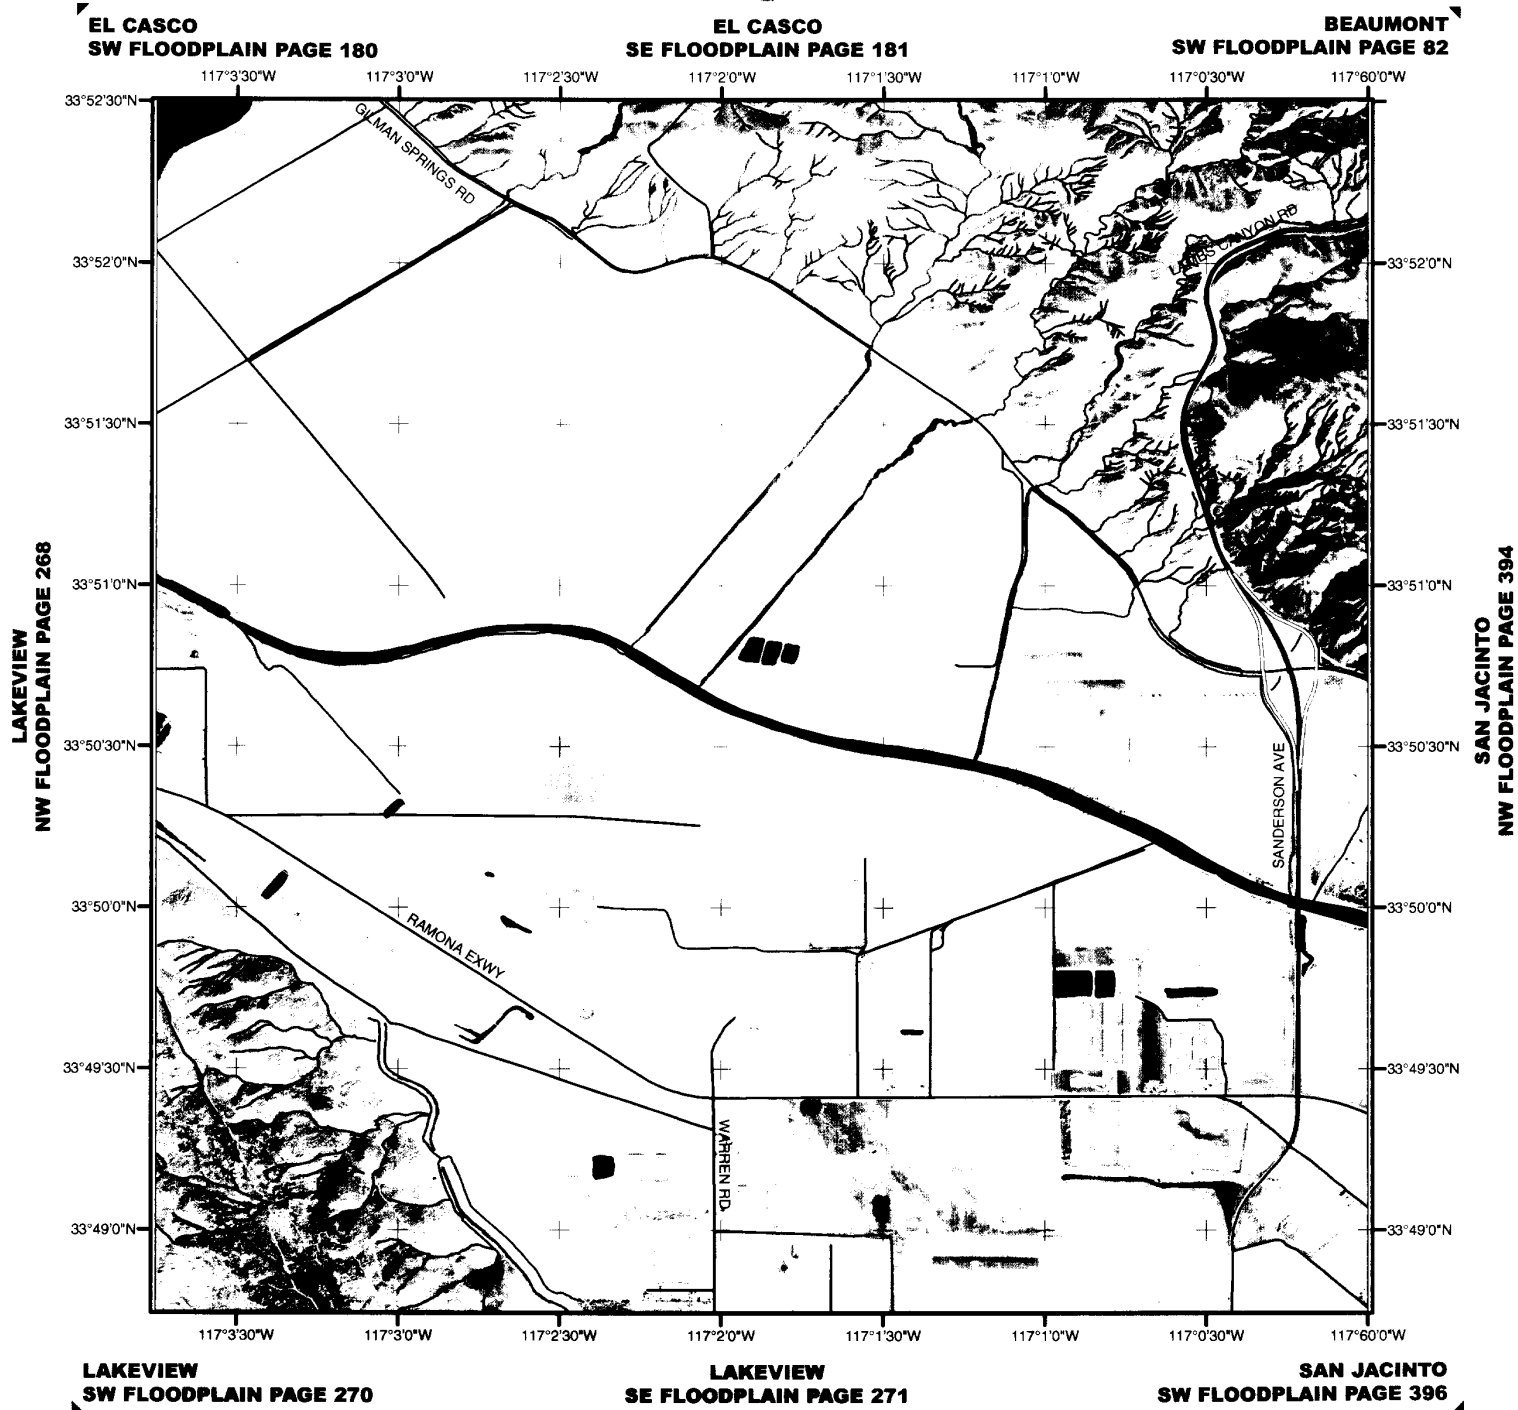 EL CASCO
SW FLOODPLAIN PAGE 180
EL CASCO
SE FLOODPLAIN PAGE 181
BEAUMONT
SW FLOODPLAIN PAGE 82
117°3'30"W
117°3'0"W
117°2'30"W
117°2'0"W
117°1'30"W
117°1'0"W
117°0'30"W
117°60'0"W
33°52'30"N
GILMAN SPRINGS RD
LAMBS CANYON RD
33°52'0"N
33°52'0"N
33°51'30"N
33°51'30"N
33°51'0"N
33°51'0"N
LAKEVIEW
NW FLOODPLAIN PAGE 268
SAN JACINTO
NW FLOODPLAIN PAGE 394
33°50'30"N
33°50'30"N
SANDERSON AVE
33°50'0"N
33°50'0"N
RAMONA EXWY
33°49'30"N
33°49'30"N
WARREN RD
33°49'0"N
33°49'0"N
117°3'30"W
117°3'0"W
117°2'30"W
117°2'0"W
117°1'30"W
117°1'0"W
117°0'30"W
117°60'0"W
LAKEVIEW
SW FLOODPLAIN PAGE 270
LAKEVIEW
SE FLOODPLAIN PAGE 271
SAN JACINTO
SW FLOODPLAIN PAGE 396